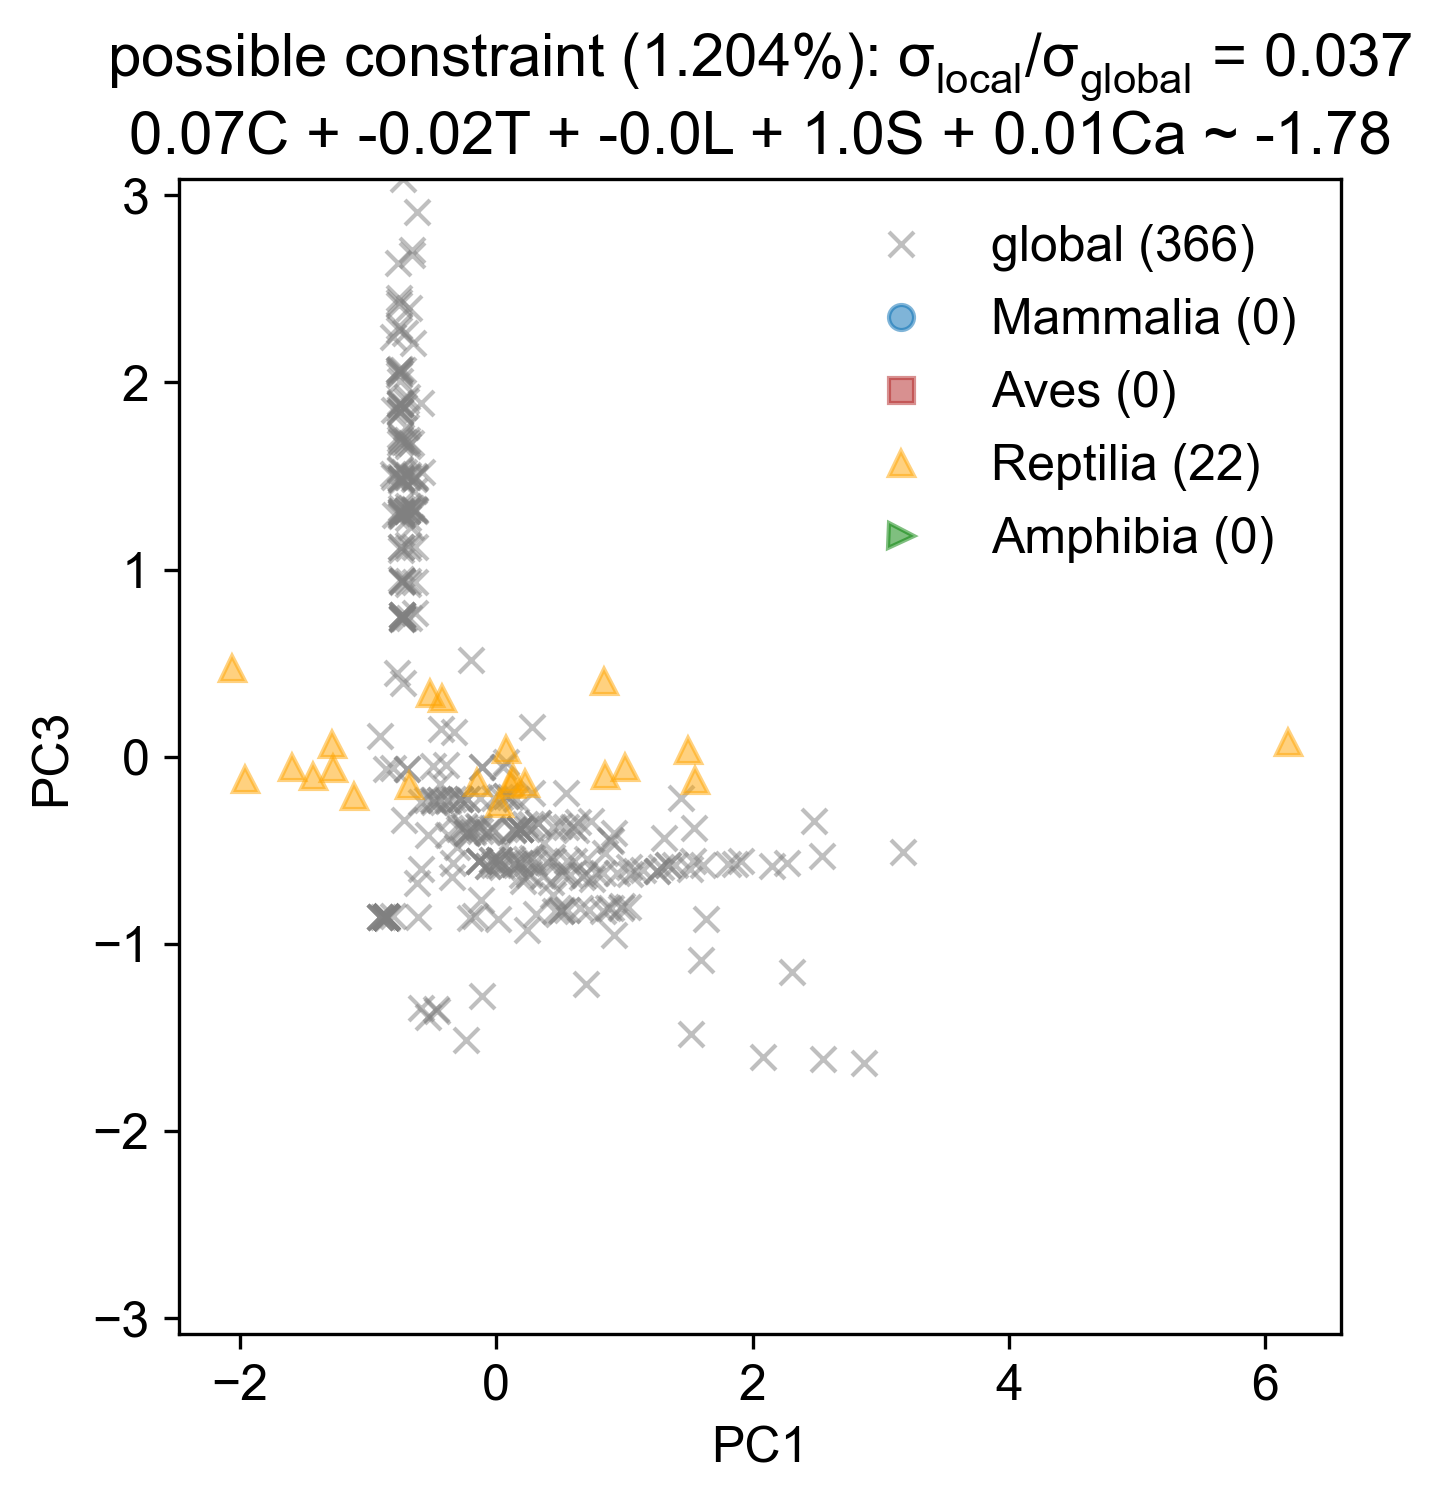 possible constraint (1.204%): σlocal/σglobal = 0.037
0.07C + -0.02T + -0.0L + 1.0S + 0.01Ca ~ -1.78
3
2
1
0
−1
−2
−3
PC3
global (366)
Mammalia (0)
Aves (0)
Reptilia (22)
Amphibia (0)
−2 0 2 4 6
PC1